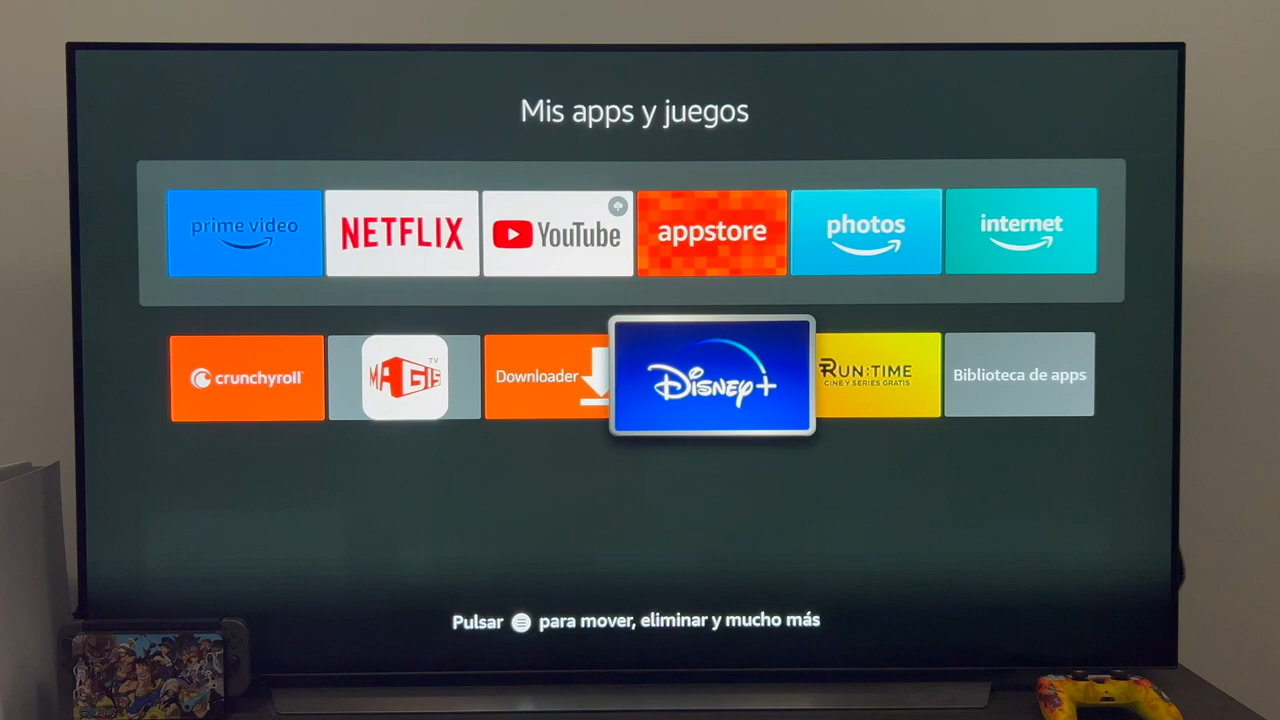 Mis apps y juegos
prime video
NETFLIX
YouTube
appstore
photos
internet
crunchyroll
MAGIS
TV
Downloader
Disney+
RUN:TIME
CINE Y SERIES GRATIS
Biblioteca de apps
Pulsar para mover, eliminar y mucho más